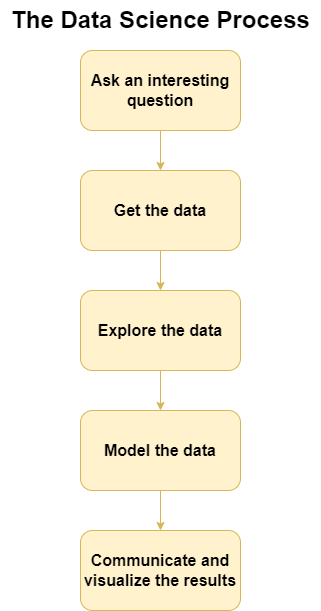 The Data Science Process
Ask an interesting
question
Get the data
Explore the data
Model the data
Communicate and
visualize the results